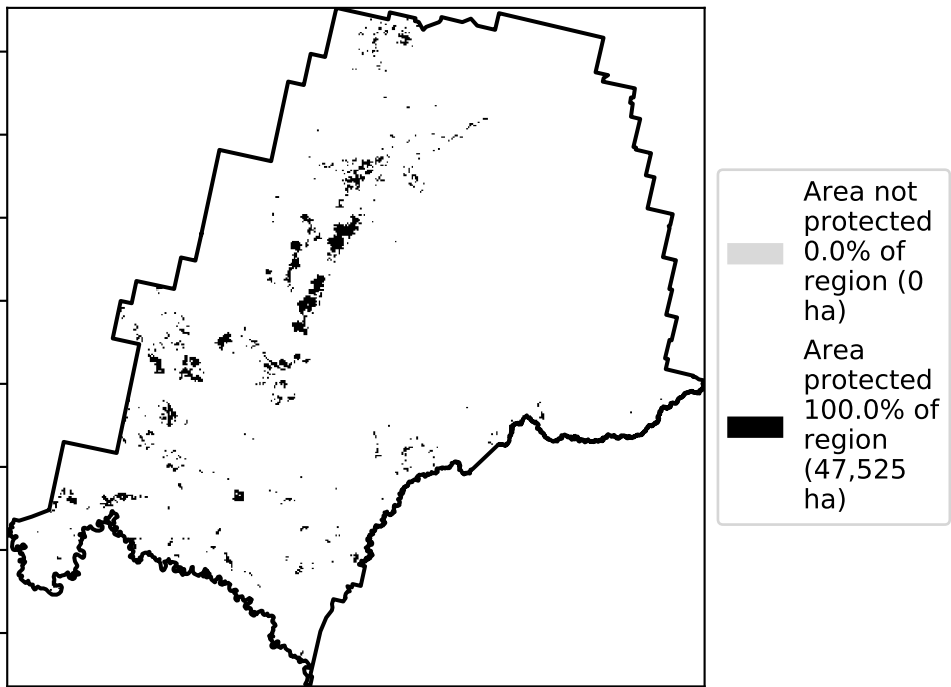 Area not
protected
0.0% of
region (0
ha)
Area
protected
100.0% of
region
(47,525
ha)